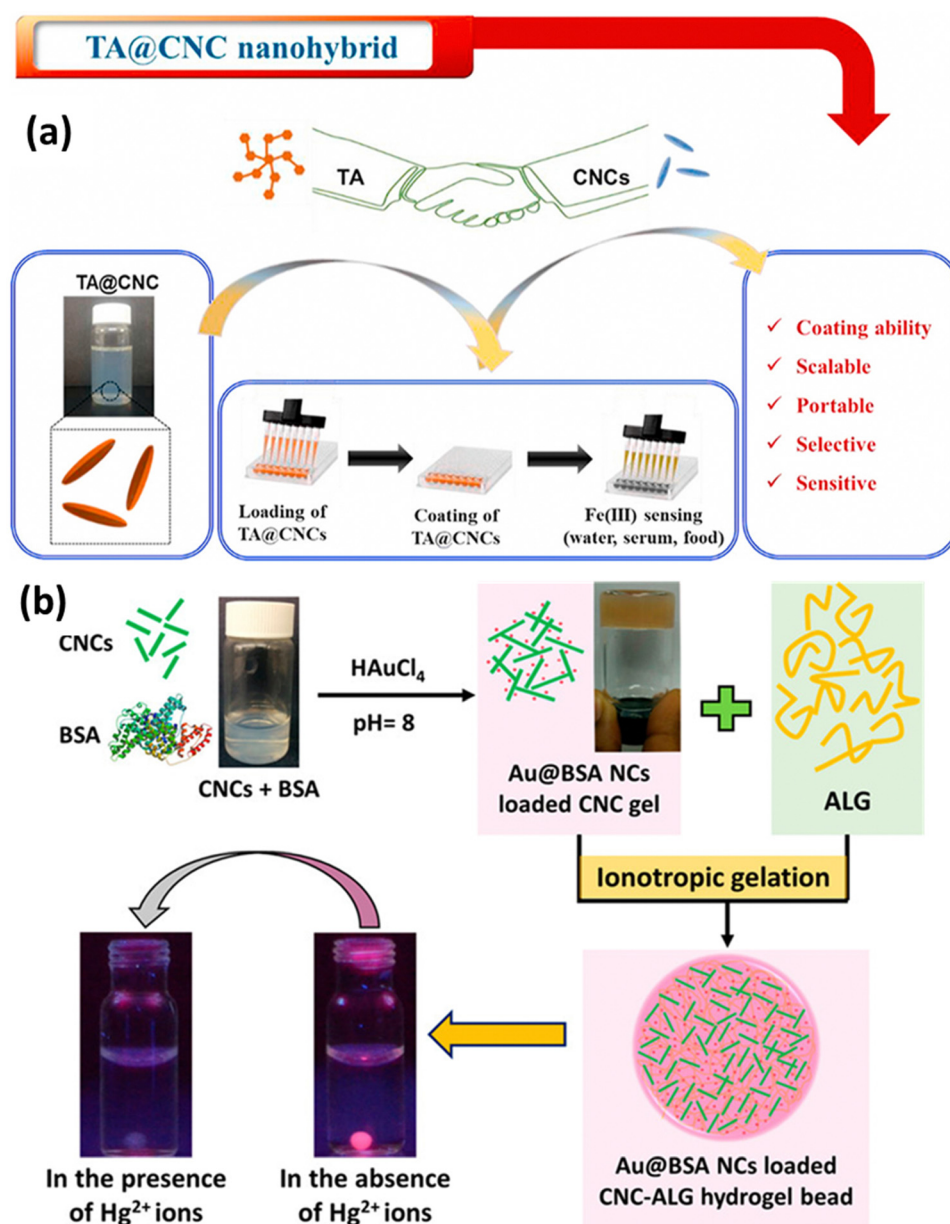 TA@CNC nanohybrid
(a)
TA
CNCs
TA@CNC
Loading of
TA@CNCs
Coating of
TA@CNCs
Fe(III) sensing
(water, serum, food)
✓ Coating ability
✓ Scalable
✓ Portable
✓ Selective
✓ Sensitive
(b)
CNCs
BSA
CNCs + BSA
HAuCl₄
pH= 8
Au@BSA NCs
loaded CNC gel
ALG
Ionotropic gelation
In the presence
of Hg²⁺ ions
In the absence
of Hg²⁺ ions
Au@BSA NCs loaded
CNC-ALG hydrogel bead